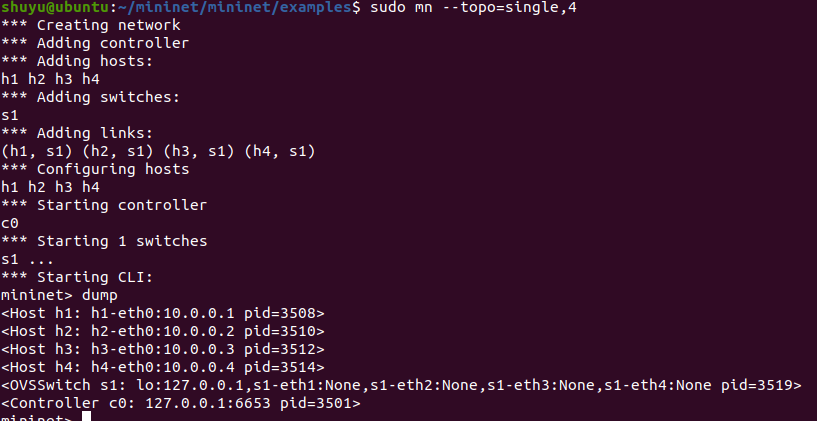 shuyu@ubuntu:~/mininet/mininet/examples$ sudo mn --topo=single,4
*** Creating network
*** Adding controller
*** Adding hosts:
h1 h2 h3 h4
*** Adding switches:
s1
*** Adding links:
(h1, s1) (h2, s1) (h3, s1) (h4, s1)
*** Configuring hosts
h1 h2 h3 h4
*** Starting controller
c0
*** Starting 1 switches
s1 ...
*** Starting CLI:
mininet> dump
<Host h1: h1-eth0:10.0.0.1 pid=3508>
<Host h2: h2-eth0:10.0.0.2 pid=3510>
<Host h3: h3-eth0:10.0.0.3 pid=3512>
<Host h4: h4-eth0:10.0.0.4 pid=3514>
<OVSSwitch s1: lo:127.0.0.1,s1-eth1:None,s1-eth2:None,s1-eth3:None,s1-eth4:None pid=3519>
<Controller c0: 127.0.0.1:6653 pid=3501>
mininet>